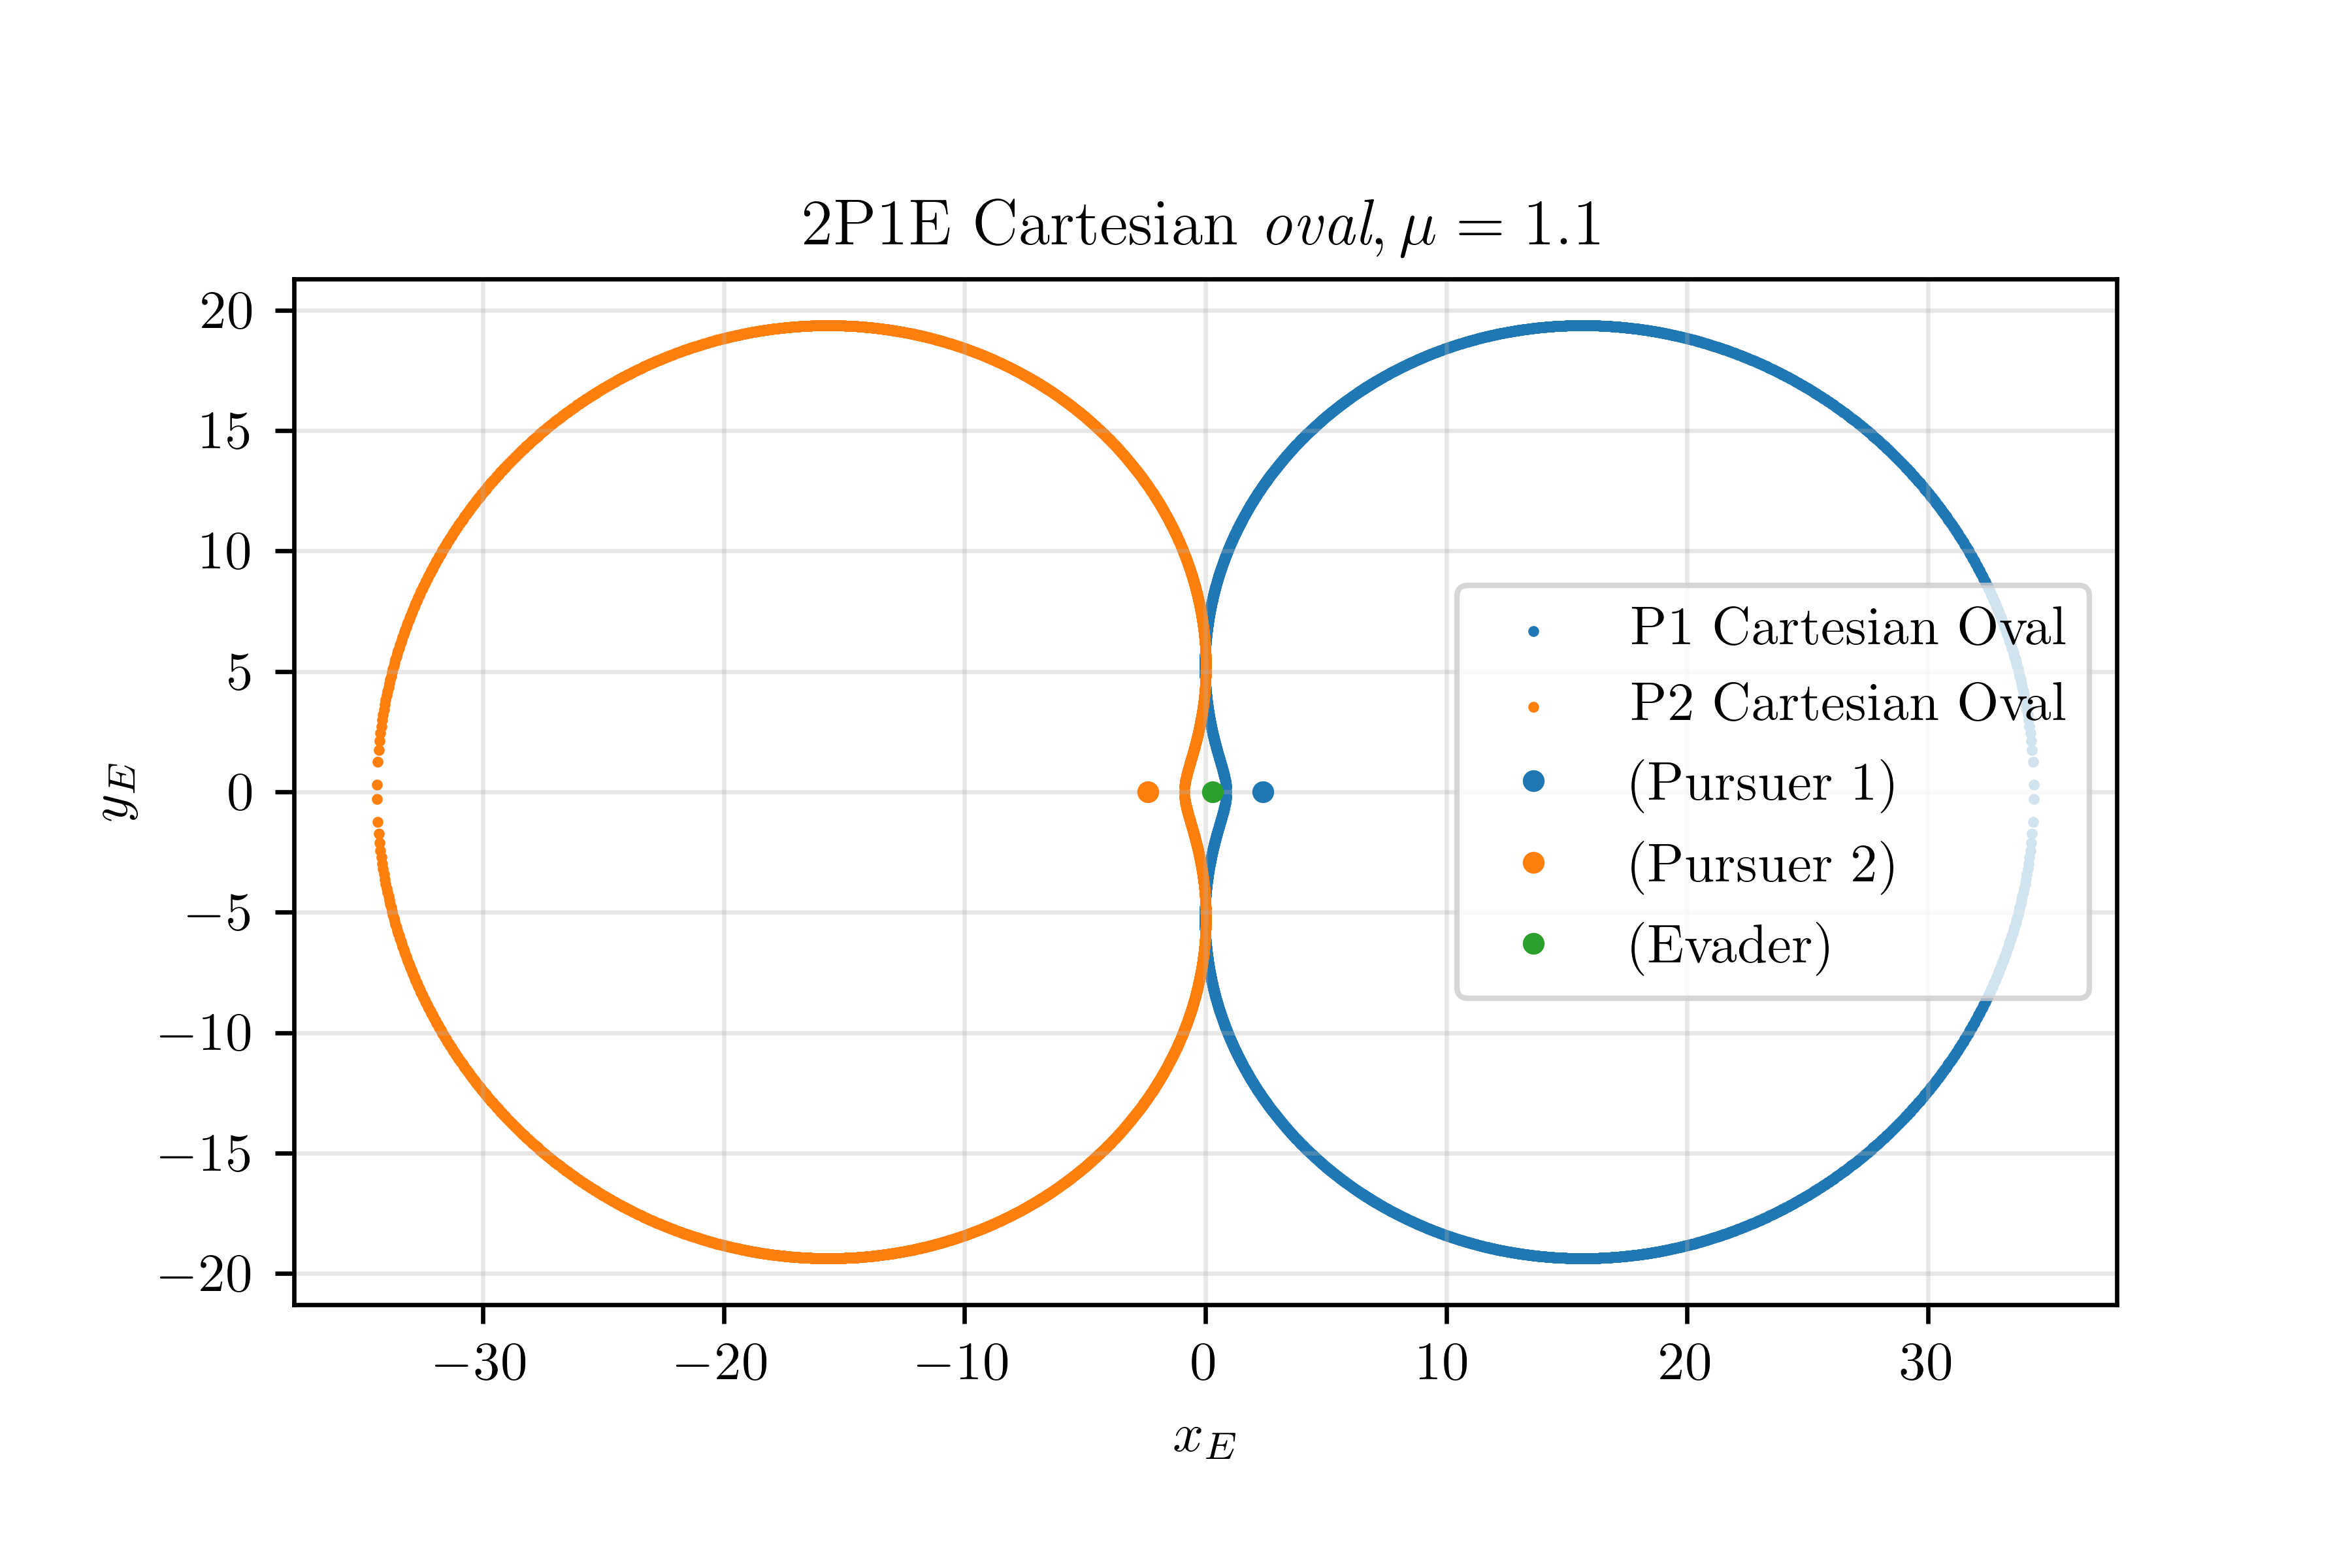 2P1E Cartesian oval, μ = 1.1
20
15
10
5
0
−5
−10
−15
−20
y_E
P1 Cartesian Oval
P2 Cartesian Oval
(Pursuer 1)
(Pursuer 2)
(Evader)
−30 −20 −10 0 10 20 30
x_E